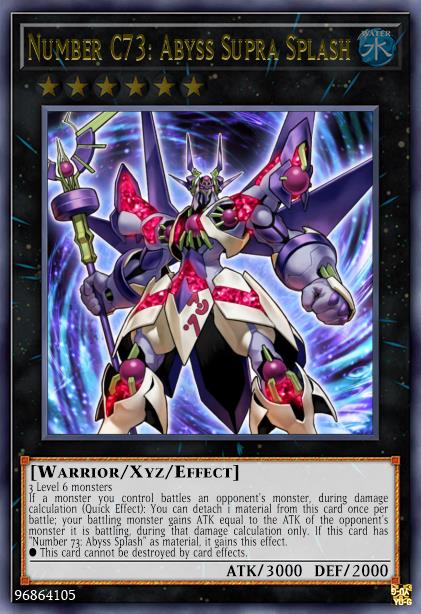 Number C73: Abyss Supra Splash
WATER
水
[Warrior/Xyz/Effect]
3 Level 6 monsters
If a monster you control battles an opponent's monster, during damage
calculation (Quick Effect): You can detach 1 material from this card once per
battle; your battling monster gains ATK equal to the ATK of the opponent's
monster it is battling, during that damage calculation only. If this card has
"Number 73: Abyss Splash" as material, it gains this effect.
● This card cannot be destroyed by card effects.
ATK/3000 DEF/2000
96864105